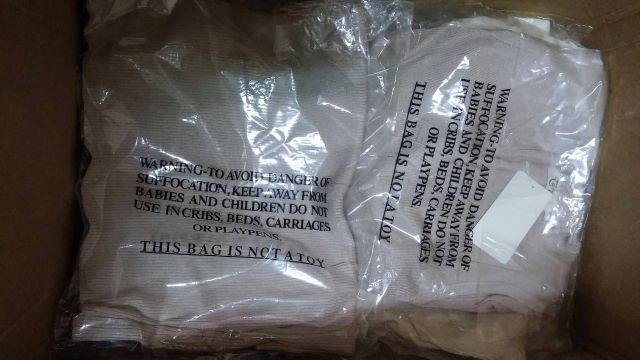 WARNING-TO AVOID DANGER OF
SUFFOCATION, KEEP AWAY FROM
BABIES AND CHILDREN DO NOT
USE IN CRIBS, BEDS, CARRIAGES
OR PLAYPENS.
THIS BAG IS NOT A TOY
WARNING-TO AVOID DANGER OF
SUFFOCATION, KEEP AWAY FROM
BABIES AND CHILDREN DO NOT
USE IN CRIBS, BEDS, CARRIAGES
OR PLAYPENS.
THIS BAG IS NOT A TOY